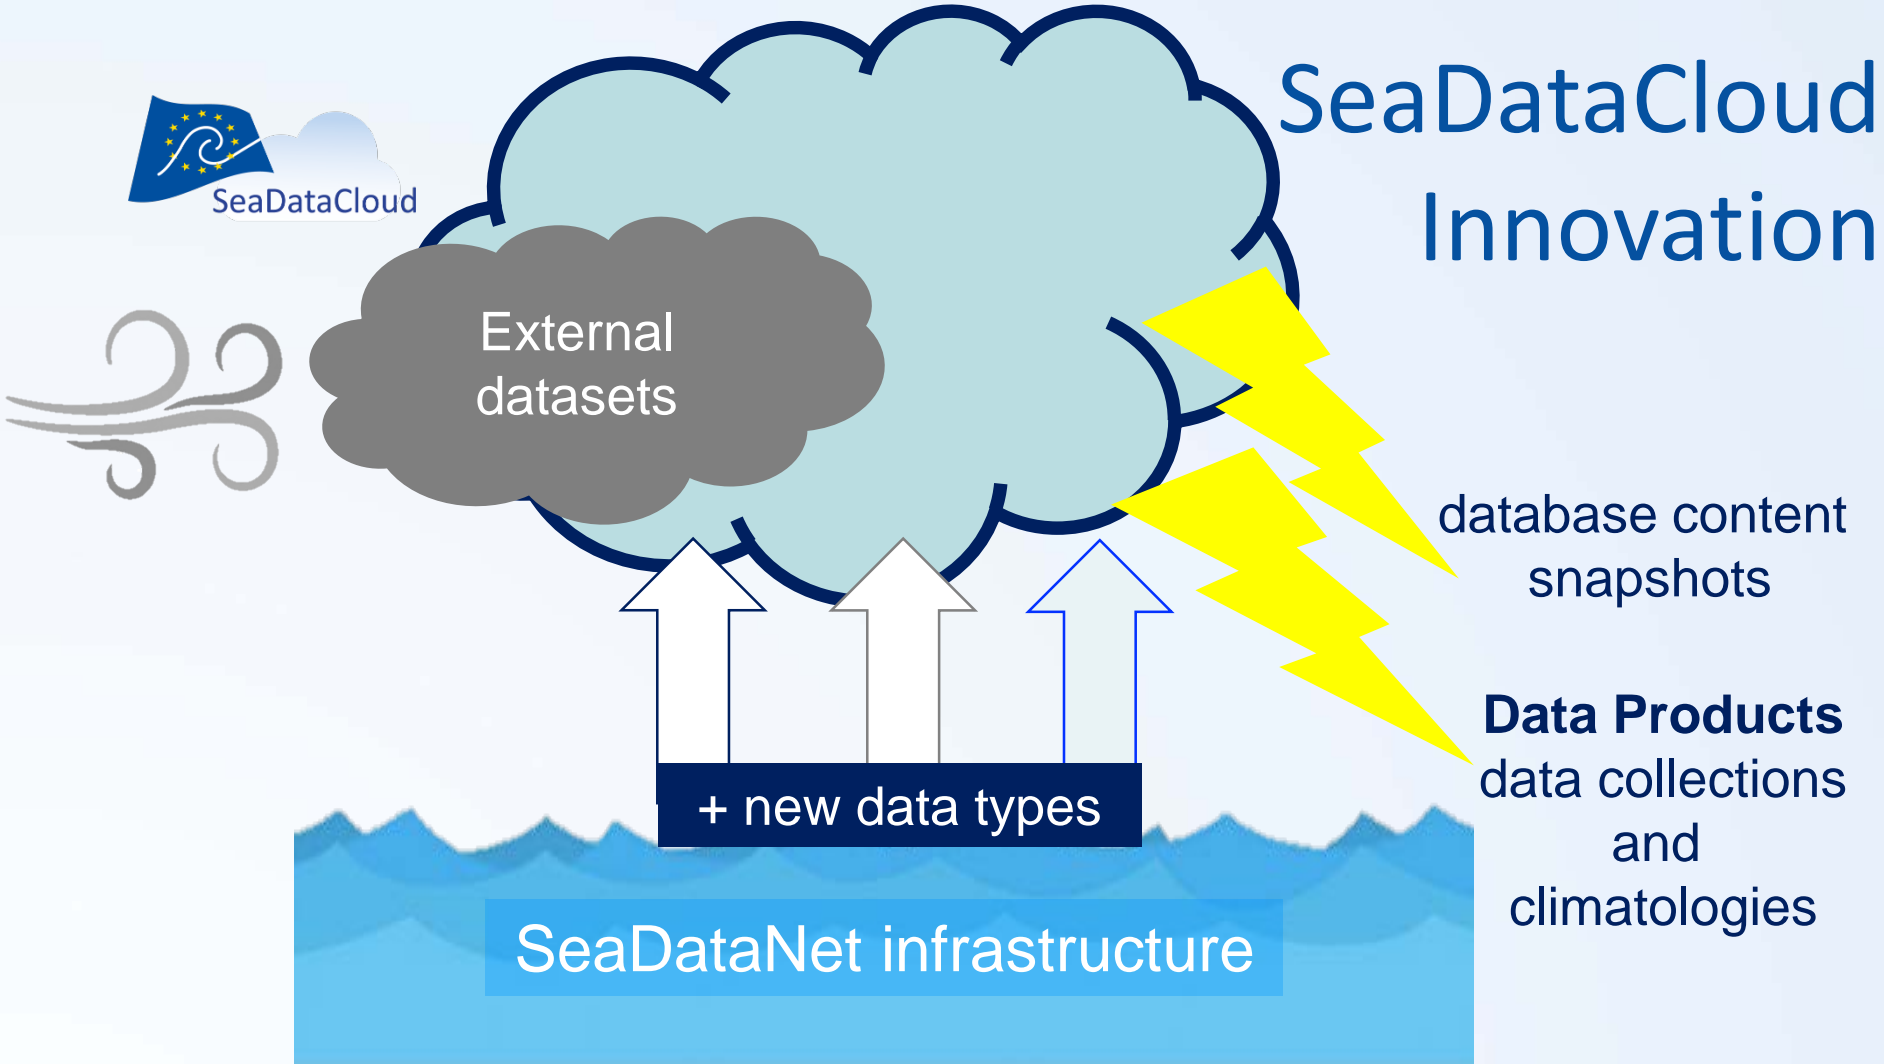 SeaDataCloud
Innovation
SeaDataCloud
External
datasets
database content
snapshots
Data Products
data collections
and
climatologies
+ new data types
SeaDataNet infrastructure